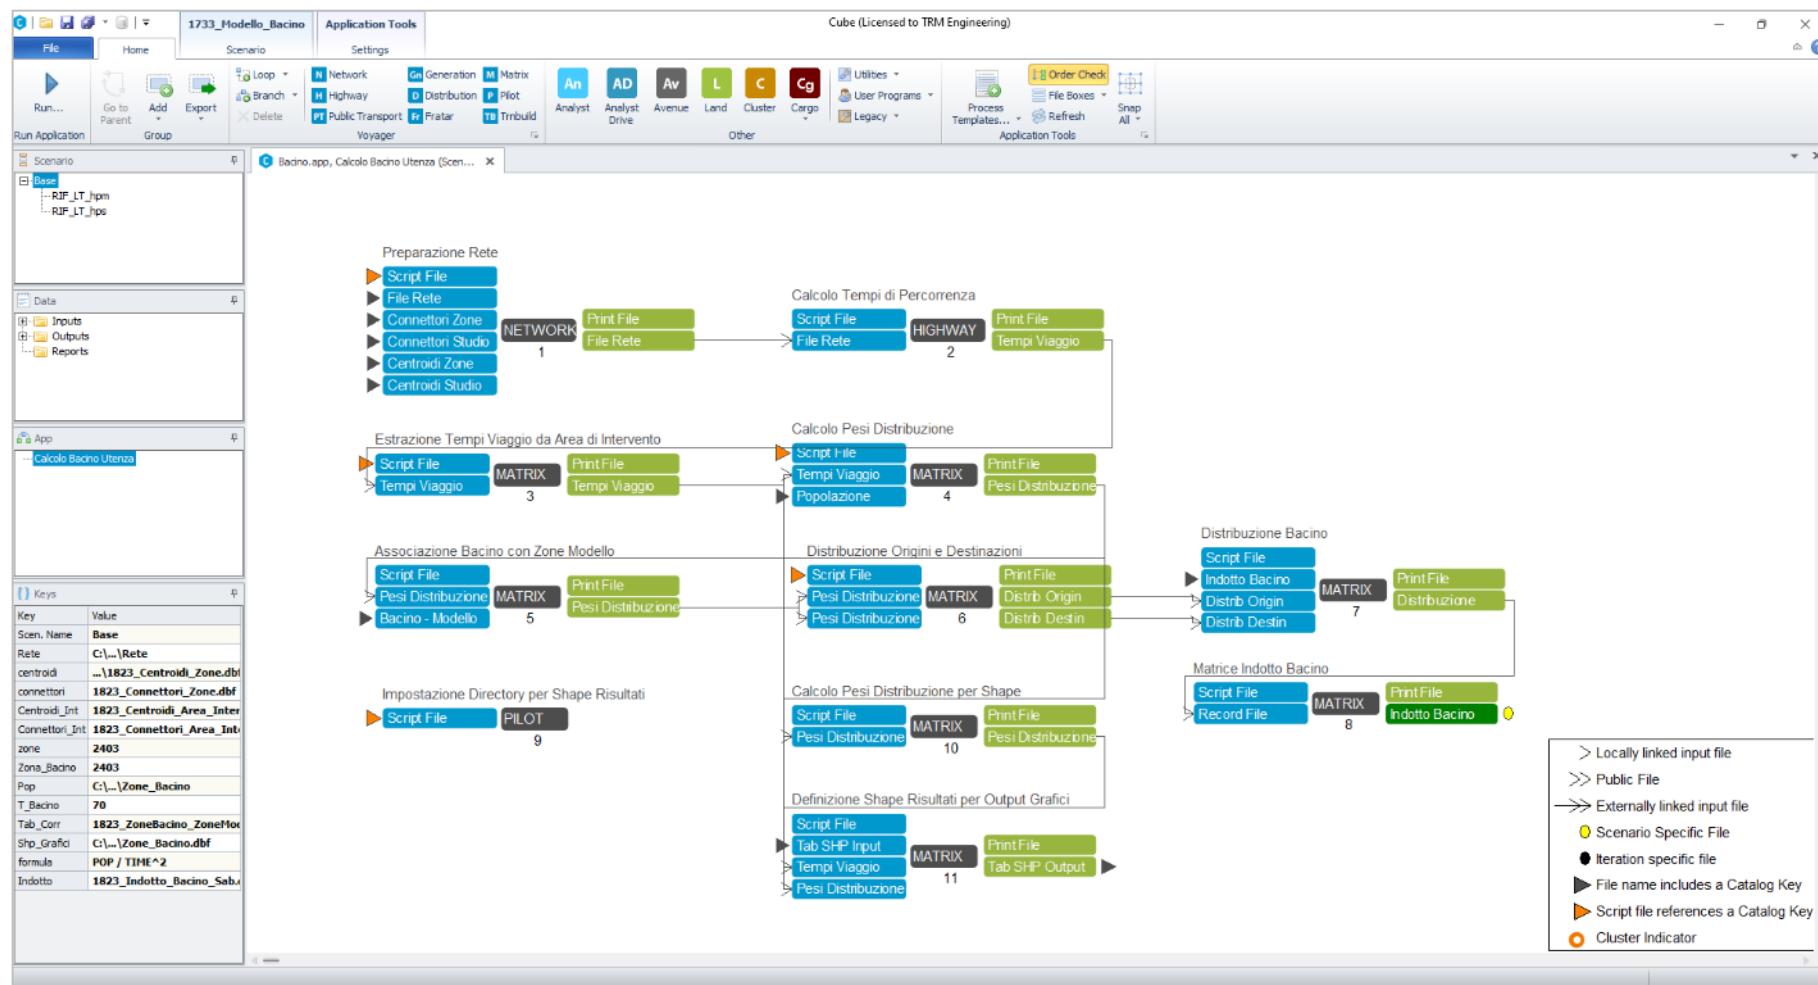 1733_Modello_Bacino
Application Tools
Cube (Licensed to TRM Engineering)
File
Home
Scenario
Settings
Run...
Go to Parent
Add
Export
Loop
Branch
Delete
N Network
H Highway
PT Public Transport
Gn Generation
D Distribution
Fr Fratar
M Matrix
P Pilot
TB Trnbuild
An
Analyst
AD
Analyst Drive
Av
Avenue
L
Land
C
Cluster
Cg
Cargo
Utilities
User Programs
Legacy
Process Templates...
Order Check
File Boxes
Refresh
Snap All
Run Application
Group
Voyager
Other
Application Tools
Scenario
Bacino.app, Calcolo Bacino Utenza (Scen...
Base
RIF_LT_hpm
RIF_LT_hps
Data
Inputs
Outputs
Reports
App
Calcolo Bacino Utenza
Keys
Key Value
Scen. Name Base
Rete C:\...\Rete
centroidi ...\1823_Centroidi_Zone.dbf
connettori 1823_Connettori_Zone.dbf
Centroidi_Int 1823_Centroidi_Area_Inter
Connettori_Int 1823_Connettori_Area_Int
zone 2403
Zona_Bacino 2403
Pop C:\...\Zone_Bacino
T_Bacino 70
Tab_Corr 1823_ZoneBacino_ZoneMo
Shp_Grafici C:\...\Zone_Bacino.dbf
formula POP / TIME^2
Indotto 1823_Indotto_Bacino_Sab.
Preparazione Rete
Script File
File Rete
Connettori Zone
Connettori Studio
Centroidi Zone
Centroidi Studio
NETWORK
1
Print File
File Rete
Calcolo Tempi di Percorrenza
Script File
File Rete
HIGHWAY
2
Print File
Tempi Viaggio
Estrazione Tempi Viaggio da Area di Intervento
Script File
Tempi Viaggio
MATRIX
3
Print File
Tempi Viaggio
Calcolo Pesi Distribuzione
Script File
Tempi Viaggio
Popolazione
MATRIX
4
Print File
Pesi Distribuzione
Associazione Bacino con Zone Modello
Script File
Pesi Distribuzione
Bacino - Modello
MATRIX
5
Print File
Pesi Distribuzione
Distribuzione Origini e Destinazioni
Script File
Pesi Distribuzione
Pesi Distribuzione
MATRIX
6
Print File
Distrib Origin
Distrib Destin
Distribuzione Bacino
Script File
Indotto Bacino
Distrib Origin
Distrib Destin
MATRIX
7
Print File
Distribuzione
Matrice Indotto Bacino
Script File
Record File
MATRIX
8
Print File
Indotto Bacino
Impostazione Directory per Shape Risultati
Script File
PILOT
9
Calcolo Pesi Distribuzione per Shape
Script File
Pesi Distribuzione
MATRIX
10
Print File
Pesi Distribuzione
Definizione Shape Risultati per Output Grafici
Script File
Tab SHP Input
Tempi Viaggio
Pesi Distribuzione
MATRIX
11
Print File
Tab SHP Output
Locally linked input file
Public File
Externally linked input file
Scenario Specific File
Iteration specific file
File name includes a Catalog Key
Script file references a Catalog Key
Cluster Indicator